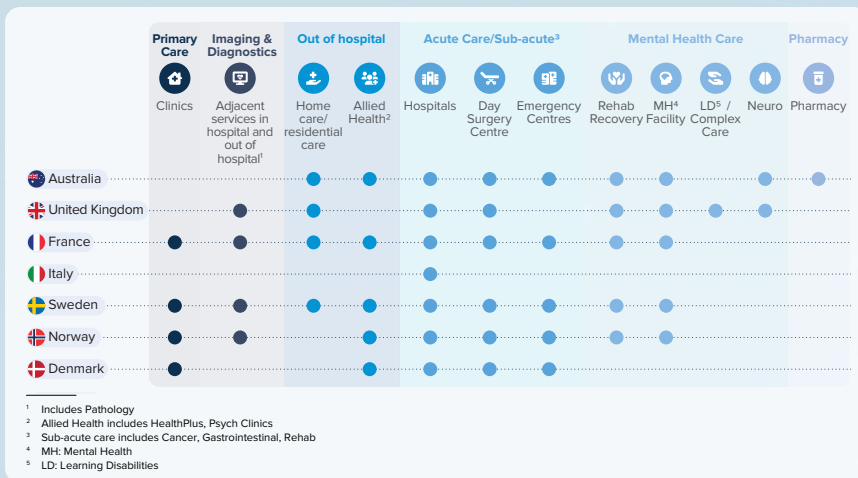 Primary Care
Imaging & Diagnostics
Out of hospital
Acute Care/Sub-acute³
Mental Health Care
Pharmacy
Clinics
Adjacent services in hospital and out of hospital¹
Home care/ residential care
Allied Health²
Hospitals
Day Surgery Centre
Emergency Centres
Rehab Recovery
MH⁴ Facility
LD⁵ / Complex Care
Neuro
Pharmacy
Australia
United Kingdom
France
Italy
Sweden
Norway
Denmark
¹ Includes Pathology
² Allied Health includes HealthPlus, Psych Clinics
³ Sub-acute care includes Cancer, Gastrointestinal, Rehab
⁴ MH: Mental Health
⁵ LD: Learning Disabilities